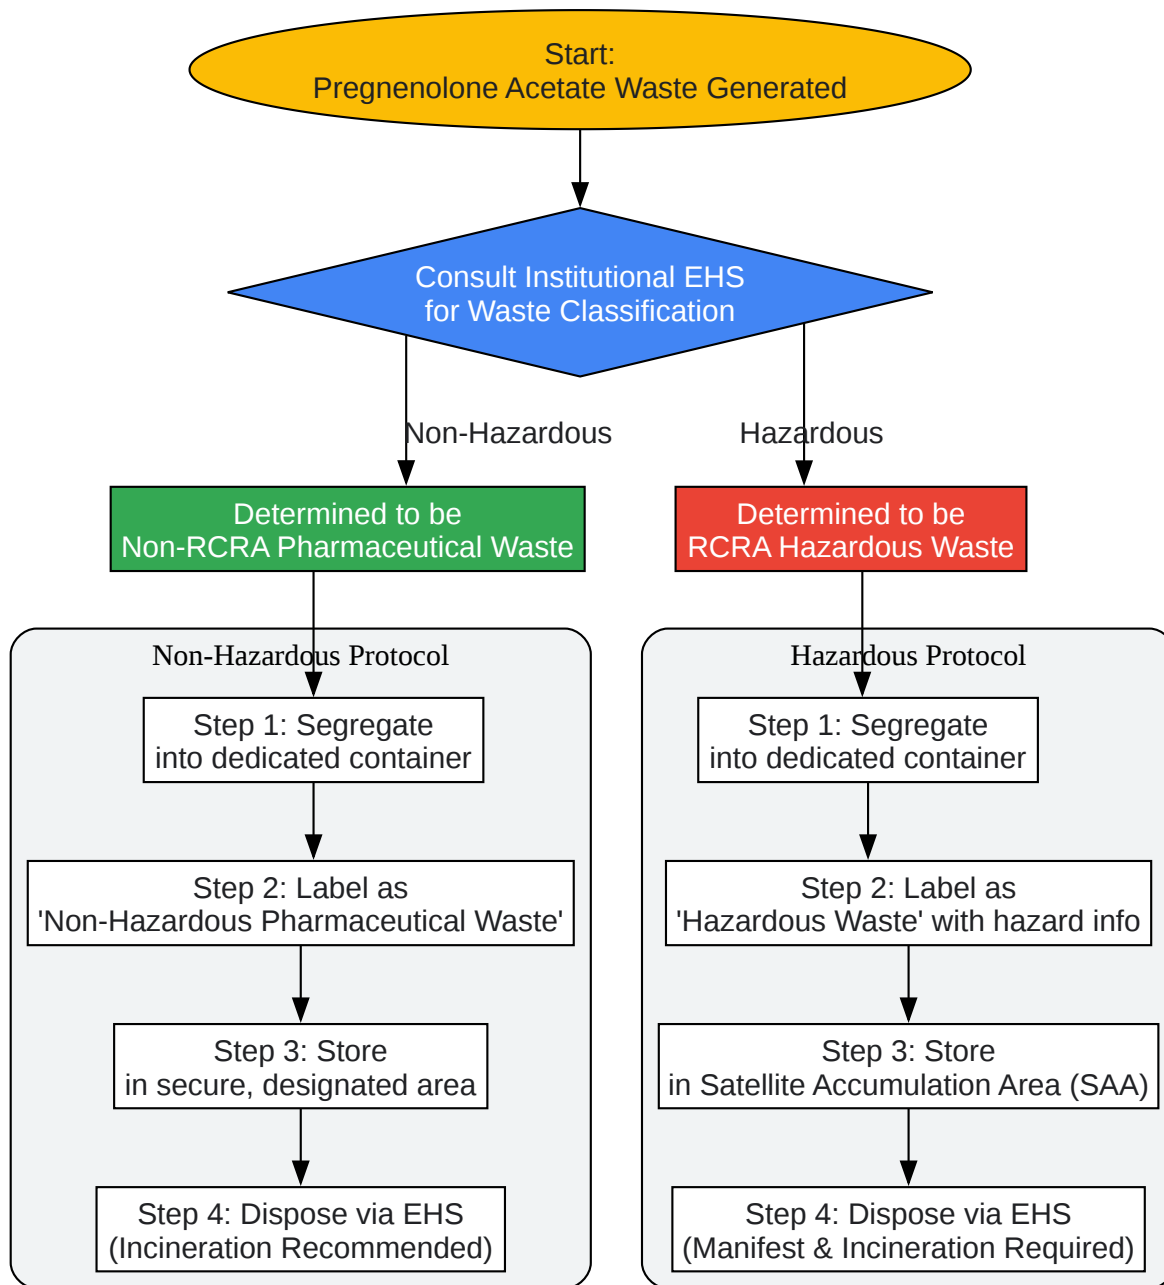 Start:
Pregnenolone Acetate Waste Generated
Consult Institutional EHS
for Waste Classification
Non-Hazardous
Hazardous
Determined to be
Non-RCRA Pharmaceutical Waste
Determined to be
RCRA Hazardous Waste
Non-Hazardous Protocol
Step 1: Segregate
into dedicated container
Step 2: Label as
'Non-Hazardous Pharmaceutical Waste'
Step 3: Store
in secure, designated area
Step 4: Dispose via EHS
(Incineration Recommended)
Hazardous Protocol
Step 1: Segregate
into dedicated container
Step 2: Label as
'Hazardous Waste' with hazard info
Step 3: Store
in Satellite Accumulation Area (SAA)
Step 4: Dispose via EHS
(Manifest & Incineration Required)